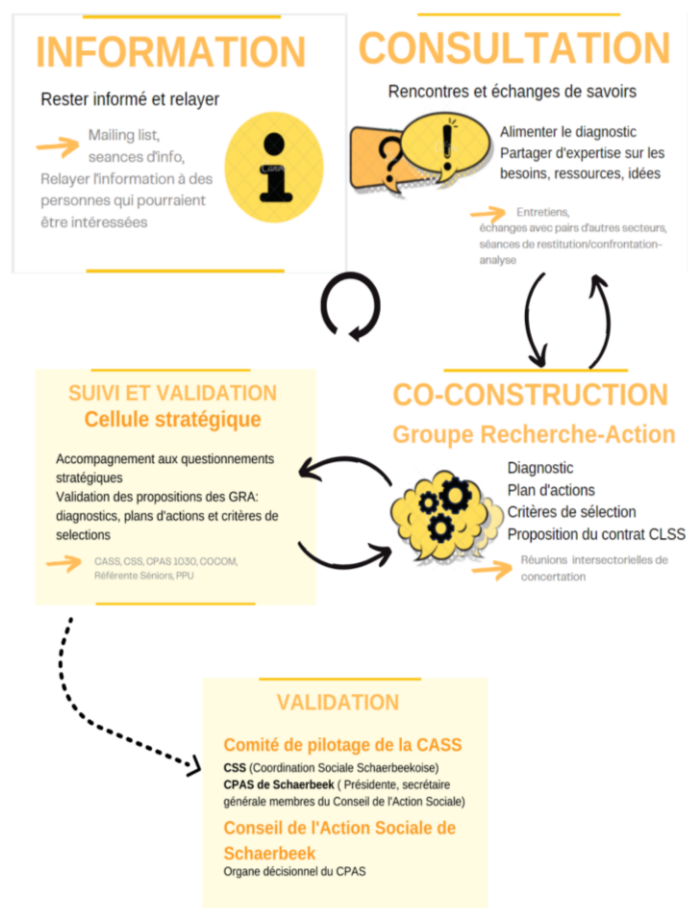 INFORMATION
Rester informé et relayer
Mailing list,
seances d'info,
Relayer l'information à des
personnes qui pourraient
être intéressées
CONSULTATION
Rencontres et échanges de savoirs
Alimenter le diagnostic
Partager d'expertise sur les
besoins, ressources, idées
Entretiens,
échanges avec pairs d'autres secteurs,
séances de restitution/confrontation-
analyse
SUIVI ET VALIDATION
Cellule stratégique
Accompagnement aux questionnements
stratégiques
Validation des propositions des GRA:
diagnostics, plans d'actions et critères de
selections
CASS, CSS, CPAS 1030, COCOM,
Référente Séniors, PPU
CO-CONSTRUCTION
Groupe Recherche-Action
Diagnostic
Plan d'actions
Critères de sélection
Proposition du contrat CLSS
Réunions intersectorielles de
concertation
VALIDATION
Comité de pilotage de la CASS
CSS (Coordination Sociale Schaerbeekoise)
CPAS de Schaerbeek ( Présidente, secrétaire
générale membres du Conseil de l'Action Sociale)
Conseil de l'Action Sociale de
Schaerbeek
Organe décisionnel du CPAS